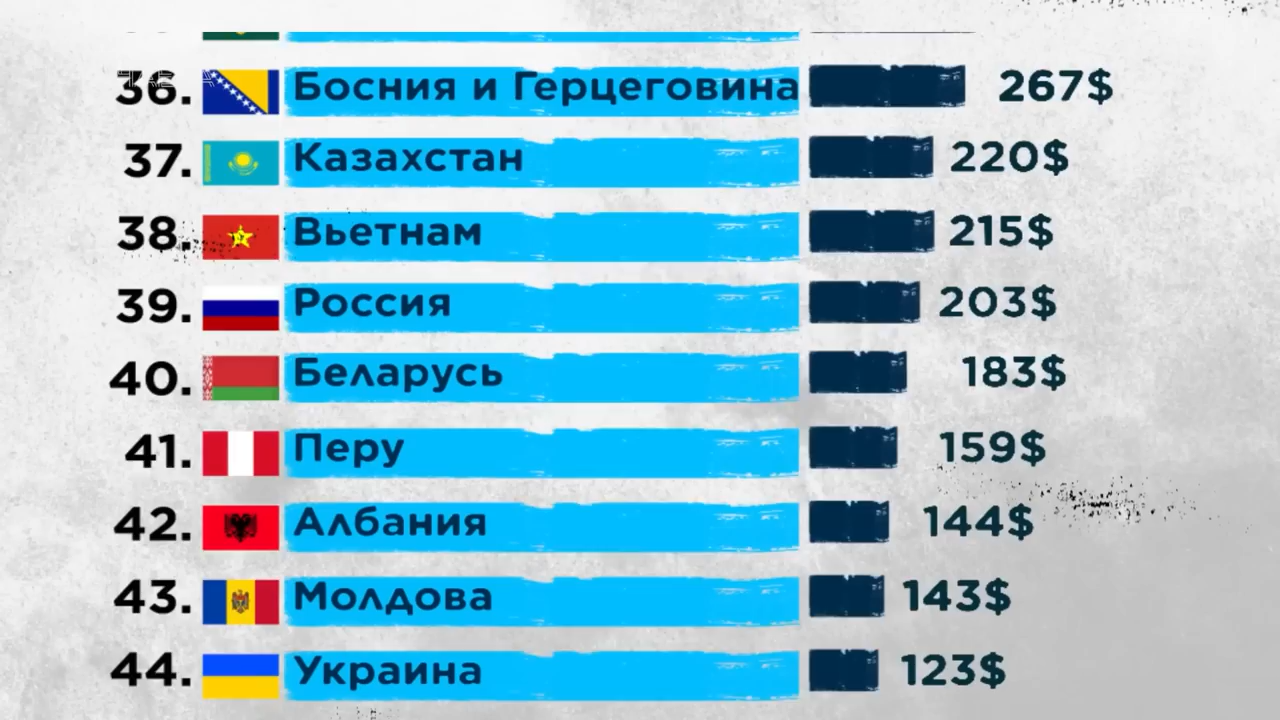 36. Босния и Герцеговина 267$
37. Казахстан 220$
38. Вьетнам 215$
39. Россия 203$
40. Беларусь 183$
41. Перу 159$
42. Албания 144$
43. Молдова 143$
44. Украина 123$